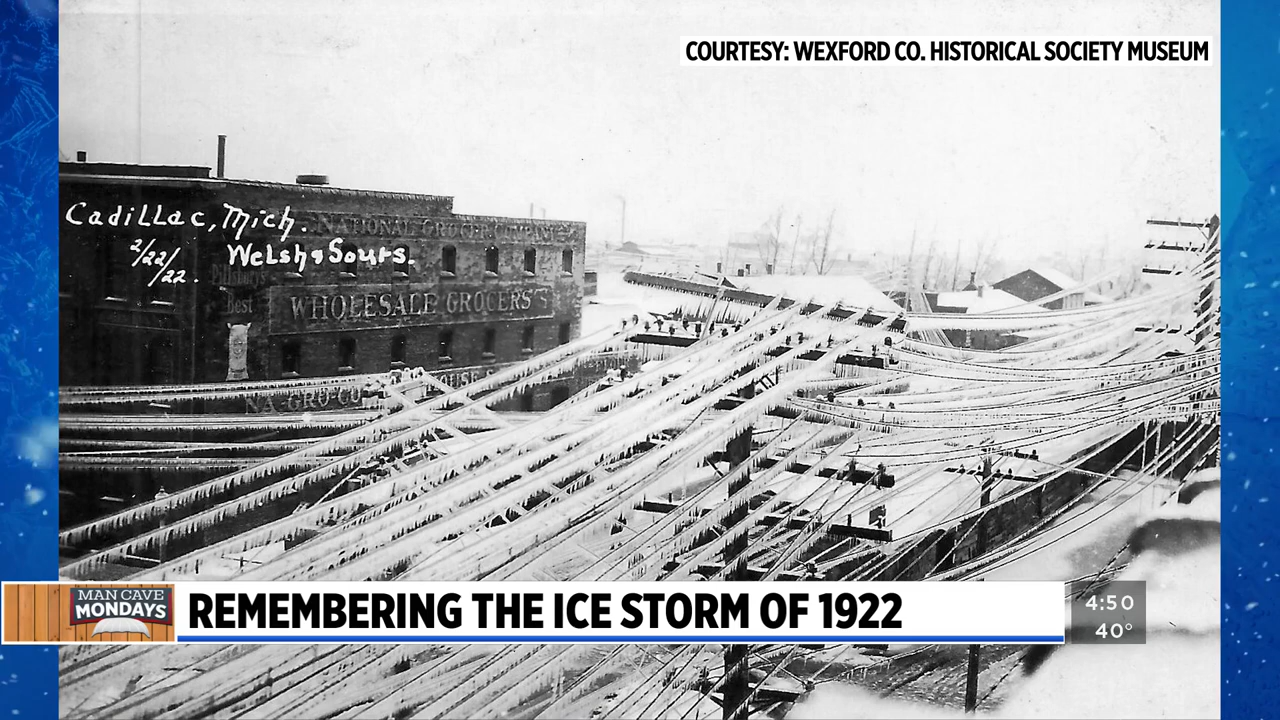 COURTESY: WEXFORD CO. HISTORICAL SOCIETY MUSEUM
Cadillac, Mich.
2/22/22.
Welsh & Sours.
NATIONAL GROCER COMPANY
Best
WHOLESALE GROCERS
NA-GRO-CO
MAN CAVE
MONDAYS
REMEMBERING THE ICE STORM OF 1922
4:50
40°